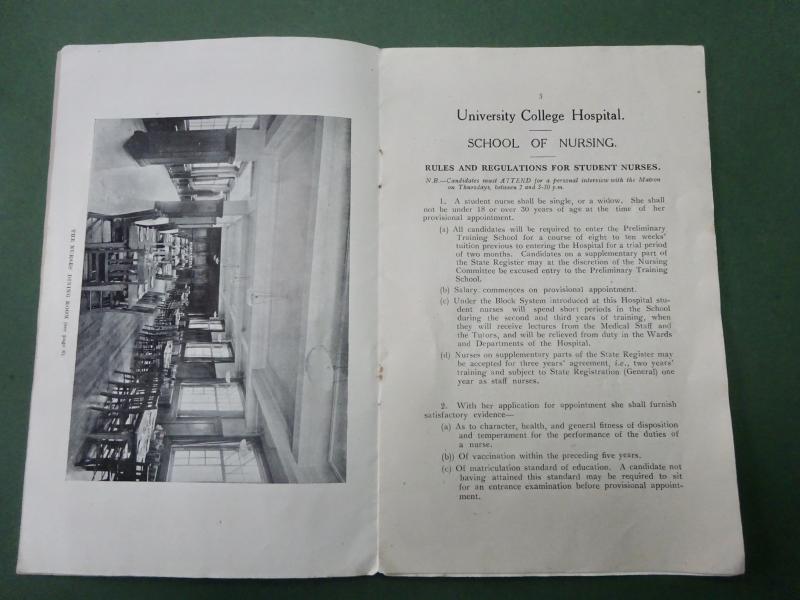 THE NURSES' DINING ROOM (see page 8).
3
University College Hospital.
SCHOOL OF NURSING.
RULES AND REGULATIONS FOR STUDENT NURSES.
N.B.—Candidates must ATTEND for a personal interview with the Matron
on Thursdays, between 2 and 3-30 p.m.
1. A student nurse shall be single, or a widow. She shall
not be under 18 or over 30 years of age at the time of her
provisional appointment.
(a) All candidates will be required to enter the Preliminary
Training School for a course of eight to ten weeks'
tuition previous to entering the Hospital for a trial period
of two months. Candidates on a supplementary part of
the State Register may at the discretion of the Nursing
Committee be excused entry to the Preliminary Training
School.
(b) Salary commences on provisional appointment.
(c) Under the Block System introduced at this Hospital stu-
dent nurses will spend short periods in the School
during the second and third years of training, when
they will receive lectures from the Medical Staff and
the Tutors, and will be relieved from duty in the Wards
and Departments of the Hospital.
(d) Nurses on supplementary parts of the State Register may
be accepted for three years' agreement, i.e., two years'
training and subject to State Registration (General) one
year as staff nurses.
2. With her application for appointment she shall furnish
satisfactory evidence—
(a) As to character, health, and general fitness of disposition
and temperament for the performance of the duties of
a nurse.
(b) Of vaccination within the preceding five years.
(c) Of matriculation standard of education. A candidate not
having attained this standard may be required to sit
for an entrance examination before provisional appoint-
ment.